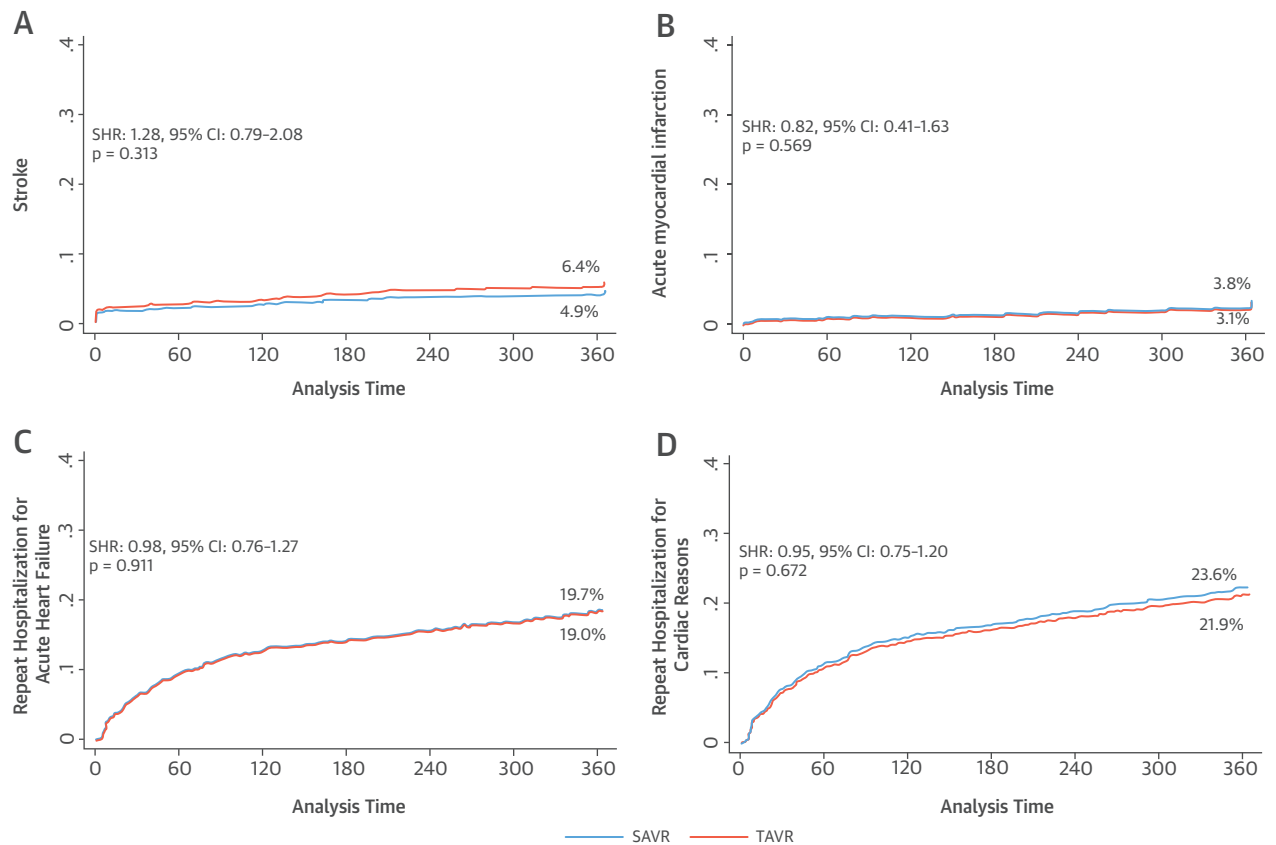 A
Stroke
.4
.3
.2
.1
0
SHR: 1.28, 95% CI: 0.79–2.08
p = 0.313
6.4%
4.9%
0 60 120 180 240 300 360
Analysis Time
B
Acute myocardial infarction
.4
.3
.2
.1
0
SHR: 0.82, 95% CI: 0.41–1.63
p = 0.569
3.8%
3.1%
0 60 120 180 240 300 360
Analysis Time
C
Repeat Hospitalization for
Acute Heart Failure
.4
.3
.2
.1
0
SHR: 0.98, 95% CI: 0.76–1.27
p = 0.911
19.7%
19.0%
0 60 120 180 240 300 360
Analysis Time
D
Repeat Hospitalization for
Cardiac Reasons
.4
.3
.2
.1
0
SHR: 0.95, 95% CI: 0.75–1.20
p = 0.672
23.6%
21.9%
0 60 120 180 240 300 360
Analysis Time
SAVR TAVR